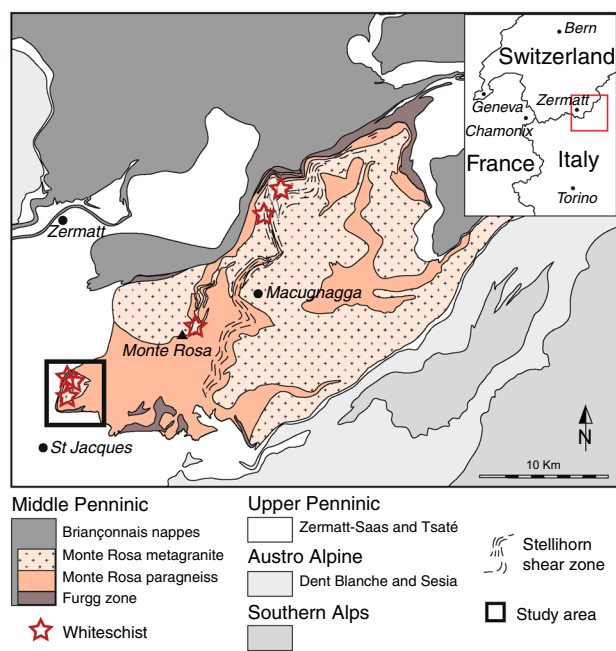 Bern
Switzerland
Geneva
Zermatt
Chamonix
France
Italy
Torino
Zermatt
Macugnagga
Monte Rosa
St Jacques
N
10 Km
Middle Penninic
Briançonnais nappes
Monte Rosa metagranite
Monte Rosa paragneiss
Furgg zone
Whiteschist
Upper Penninic
Zermatt-Saas and Tsaté
Austro Alpine
Dent Blanche and Sesia
Southern Alps
Stellihorn
shear zone
Study area